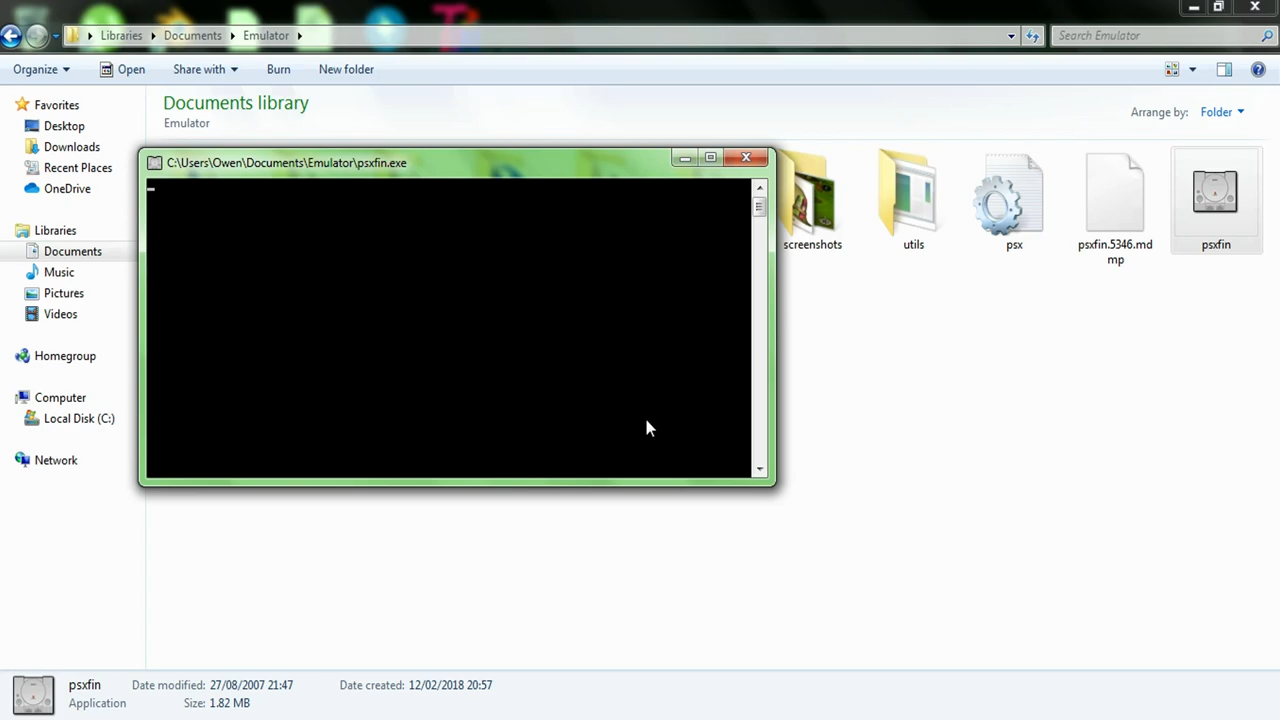 Libraries Documents Emulator
Search Emulator
Organize Open Share with Burn New folder
Favorites
Desktop
Downloads
Recent Places
OneDrive
Libraries
Documents
Music
Pictures
Videos
Homegroup
Computer
Local Disk (C:)
Network
Documents library
Emulator
Arrange by: Folder
C:\Users\Owen\Documents\Emulator\psxfin.exe
screenshots
utils
psx
psxfin.5346.md
mp
psxfin
psxfin Date modified: 27/08/2007 21:47 Date created: 12/02/2018 20:57
Application Size: 1.82 MB